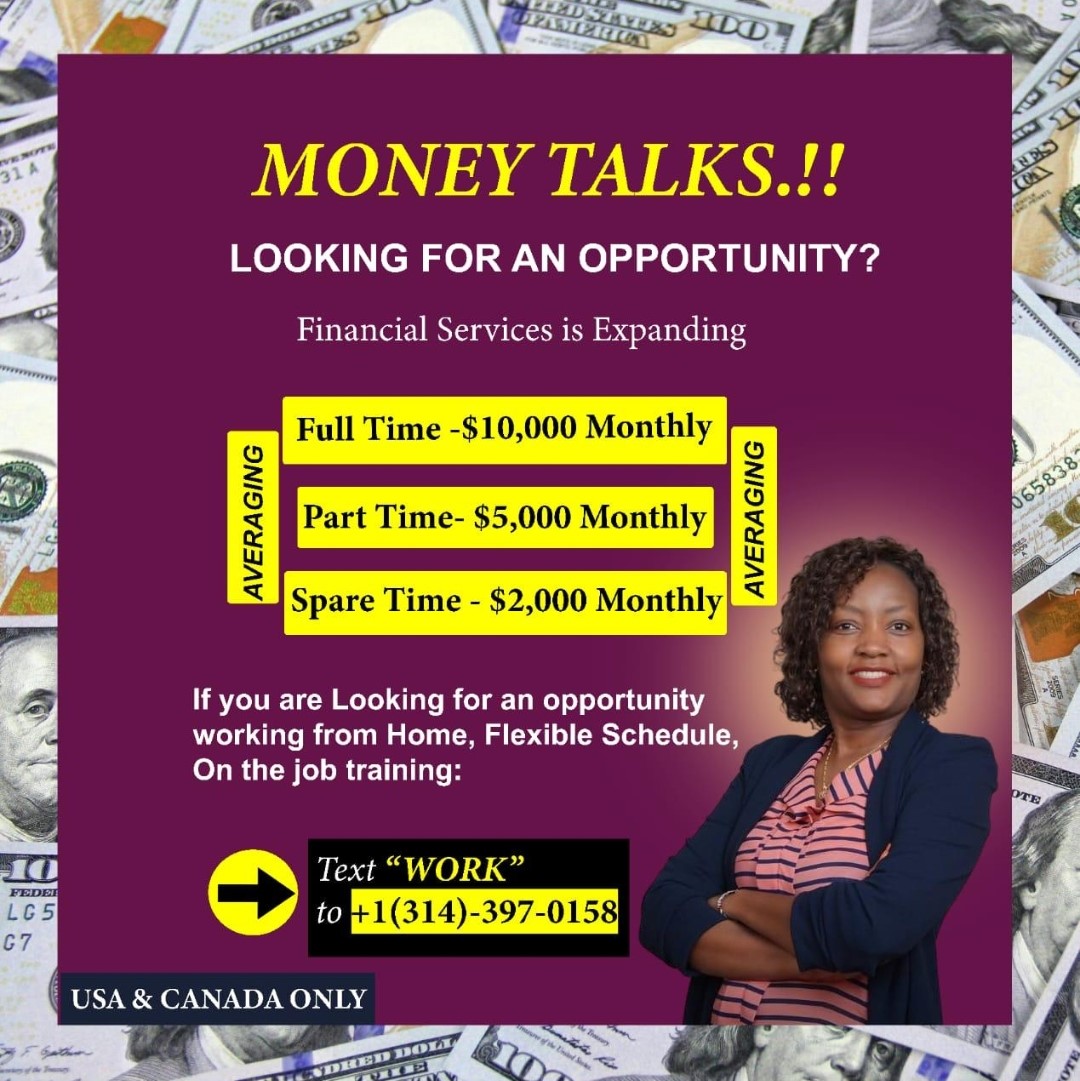 MONEY TALKS.!!
LOOKING FOR AN OPPORTUNITY?
Financial Services is Expanding
AVERAGING
Full Time -$10,000 Monthly
Part Time- $5,000 Monthly
Spare Time - $2,000 Monthly
AVERAGING
If you are Looking for an opportunity
working from Home, Flexible Schedule,
On the job training:
Text “WORK”
to +1(314)-397-0158
USA & CANADA ONLY